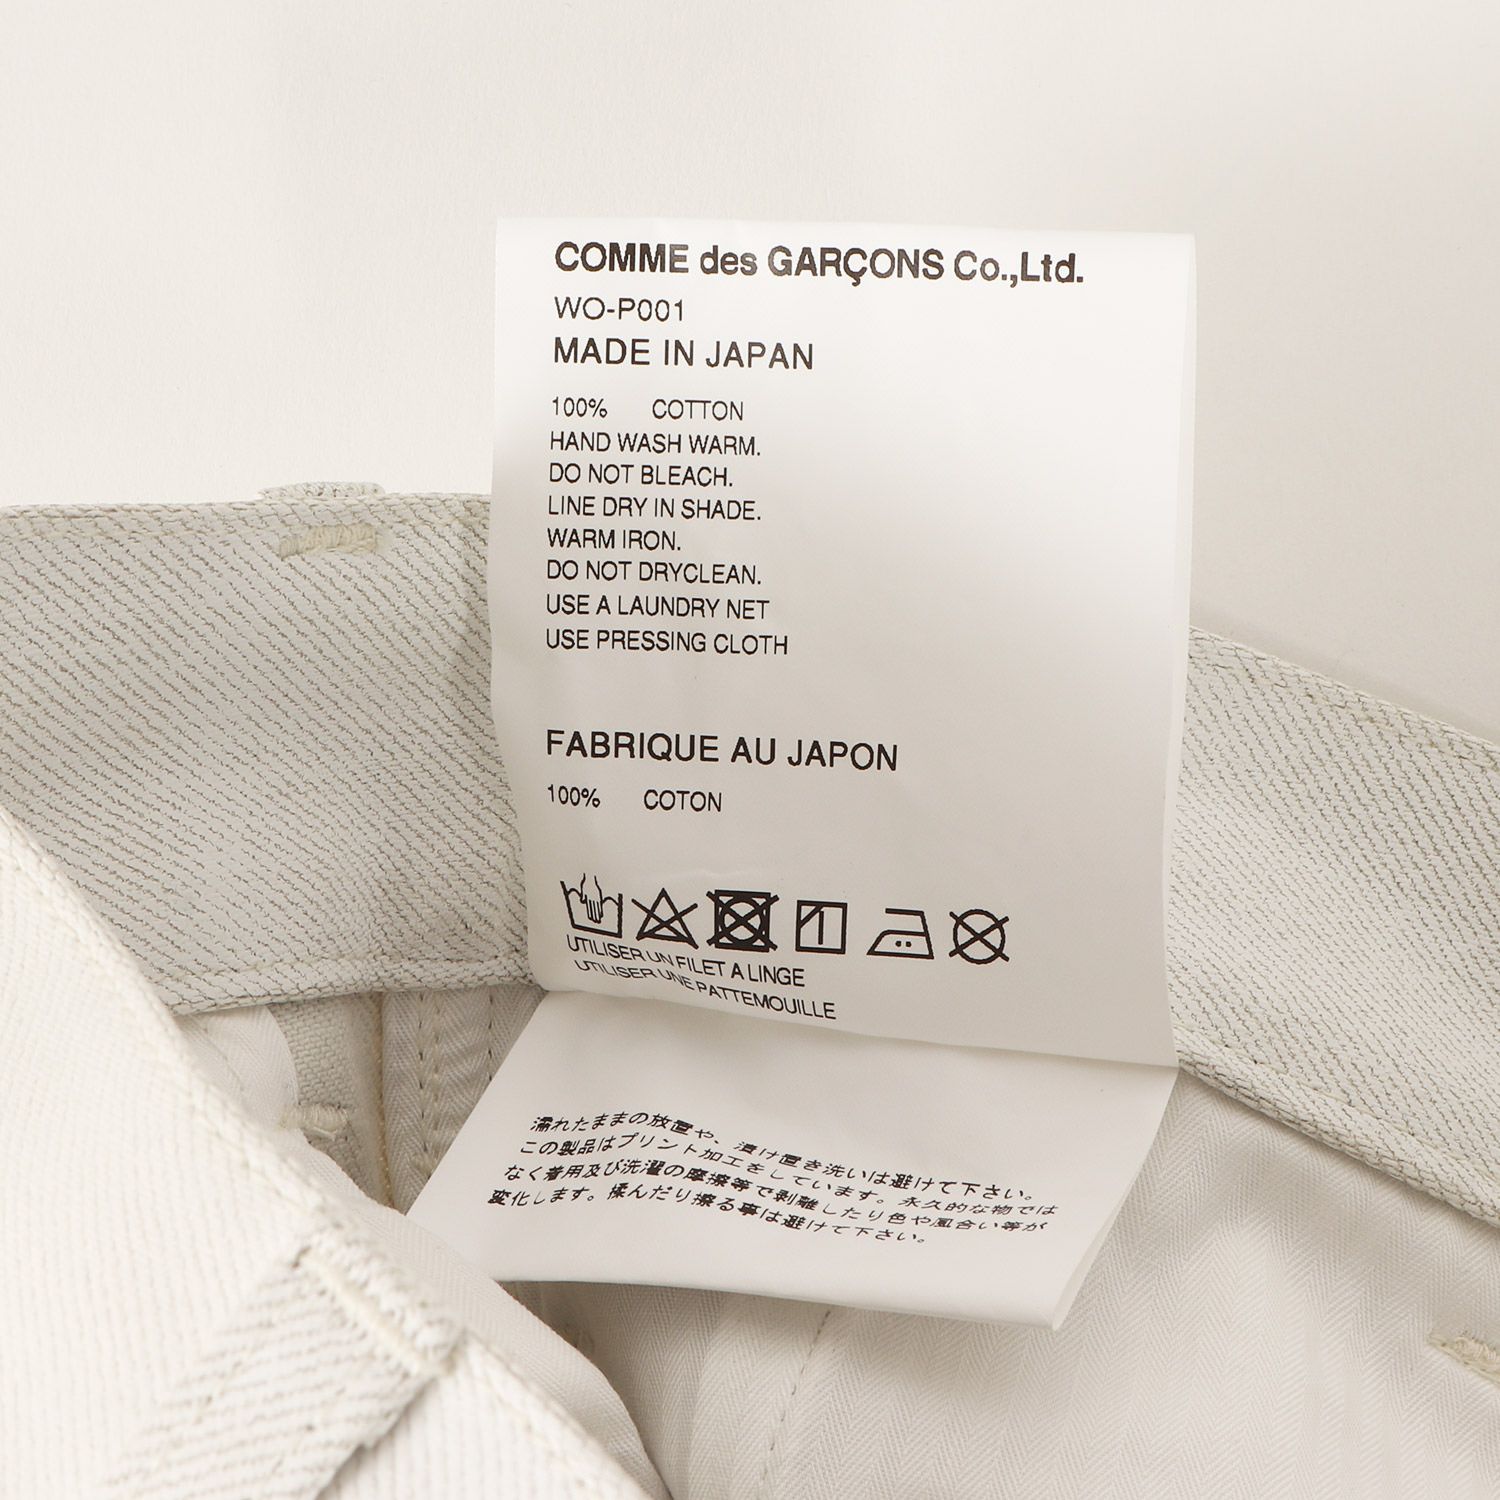 COMME des GARÇONS Co.,Ltd.
WO-P001
MADE IN JAPAN
100% COTTON
HAND WASH WARM.
DO NOT BLEACH.
LINE DRY IN SHADE.
WARM IRON.
DO NOT DRYCLEAN.
USE A LAUNDRY NET
USE PRESSING CLOTH
FABRIQUE AU JAPON
100% COTON
UTILISER UN FILET A LINGE
UTILISER UNE PATTEMOUILLE
濡れたままの放置や、漬け置き洗いは避けて下さい。
この製品はプリント加工をしています。永久的な物では
なく着用及び洗濯の摩擦等で剥離したり色や風合い等が
変化します。揉んだり擦る事は避けて下さい。